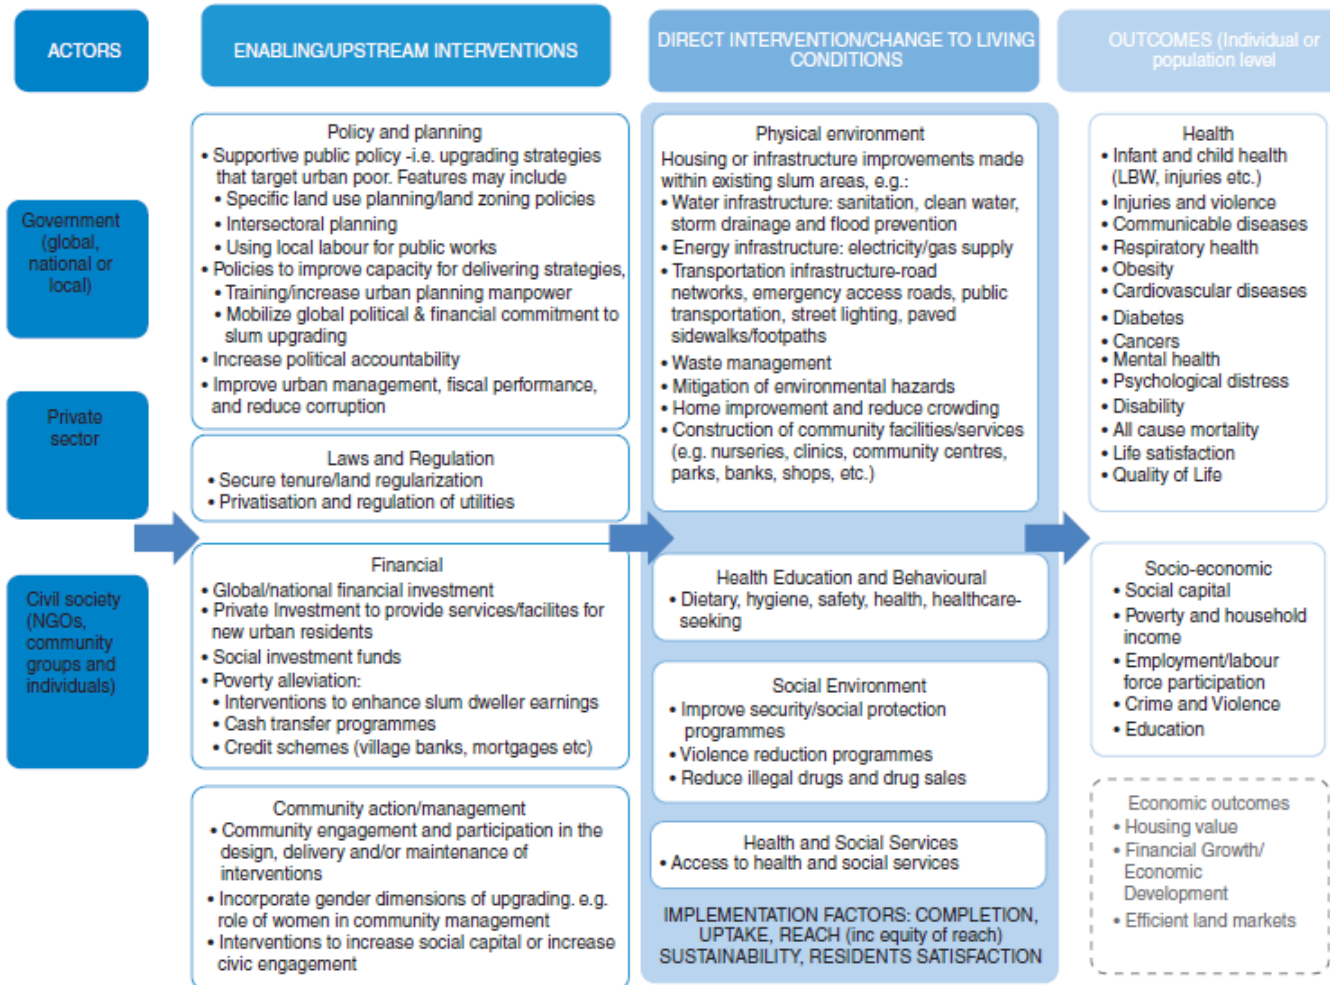 ACTORS
Government
(global,
national or
local)
Private
sector
Civil society
(NGOs,
community
groups and
individuals)
ENABLING/UPSTREAM INTERVENTIONS
Policy and planning
• Supportive public policy -i.e. upgrading strategies
that target urban poor. Features may include
• Specific land use planning/land zoning policies
• Intersectoral planning
• Using local labour for public works
• Policies to improve capacity for delivering strategies,
• Training/increase urban planning manpower
• Mobilize global political & financial commitment to
slum upgrading
• Increase political accountability
• Improve urban management, fiscal performance,
and reduce corruption
Laws and Regulation
• Secure tenure/land regularization
• Privatisation and regulation of utilities
Financial
• Global/national financial investment
• Private Investment to provide services/facilites for
new urban residents
• Social investment funds
• Poverty alleviation:
• Interventions to enhance slum dweller earnings
• Cash transfer programmes
• Credit schemes (village banks, mortgages etc)
Community action/management
• Community engagement and participation in the
design, delivery and/or maintenance of
interventions
• Incorporate gender dimensions of upgrading. e.g.
role of women in community management
• Interventions to increase social capital or increase
civic engagement
DIRECT INTERVENTION/CHANGE TO LIVING
CONDITIONS
Physical environment
Housing or infrastructure improvements made
within existing slum areas, e.g.:
• Water infrastructure: sanitation, clean water,
storm drainage and flood prevention
• Energy infrastructure: electricity/gas supply
• Transportation infrastructure-road
networks, emergency access roads, public
transportation, street lighting, paved
sidewalks/footpaths
• Waste management
• Mitigation of environmental hazards
• Home improvement and reduce crowding
• Construction of community facilities/services
(e.g. nurseries, clinics, community centres,
parks, banks, shops, etc.)
Health Education and Behavioural
• Dietary, hygiene, safety, health, healthcare-
seeking
Social Environment
• Improve security/social protection
programmes
• Violence reduction programmes
• Reduce illegal drugs and drug sales
Health and Social Services
• Access to health and social services
IMPLEMENTATION FACTORS: COMPLETION,
UPTAKE, REACH (inc equity of reach)
SUSTAINABILITY, RESIDENTS SATISFACTION
OUTCOMES (Individual or
population level
Health
• Infant and child health
(LBW, injuries etc.)
• Injuries and violence
• Communicable diseases
• Respiratory health
• Obesity
• Cardiovascular diseases
• Diabetes
• Cancers
• Mental health
• Psychological distress
• Disability
• All cause mortality
• Life satisfaction
• Quality of Life
Socio-economic
• Social capital
• Poverty and household
income
• Employment/labour
force participation
• Crime and Violence
• Education
Economic outcomes
• Housing value
• Financial Growth/
Economic
Development
• Efficient land markets